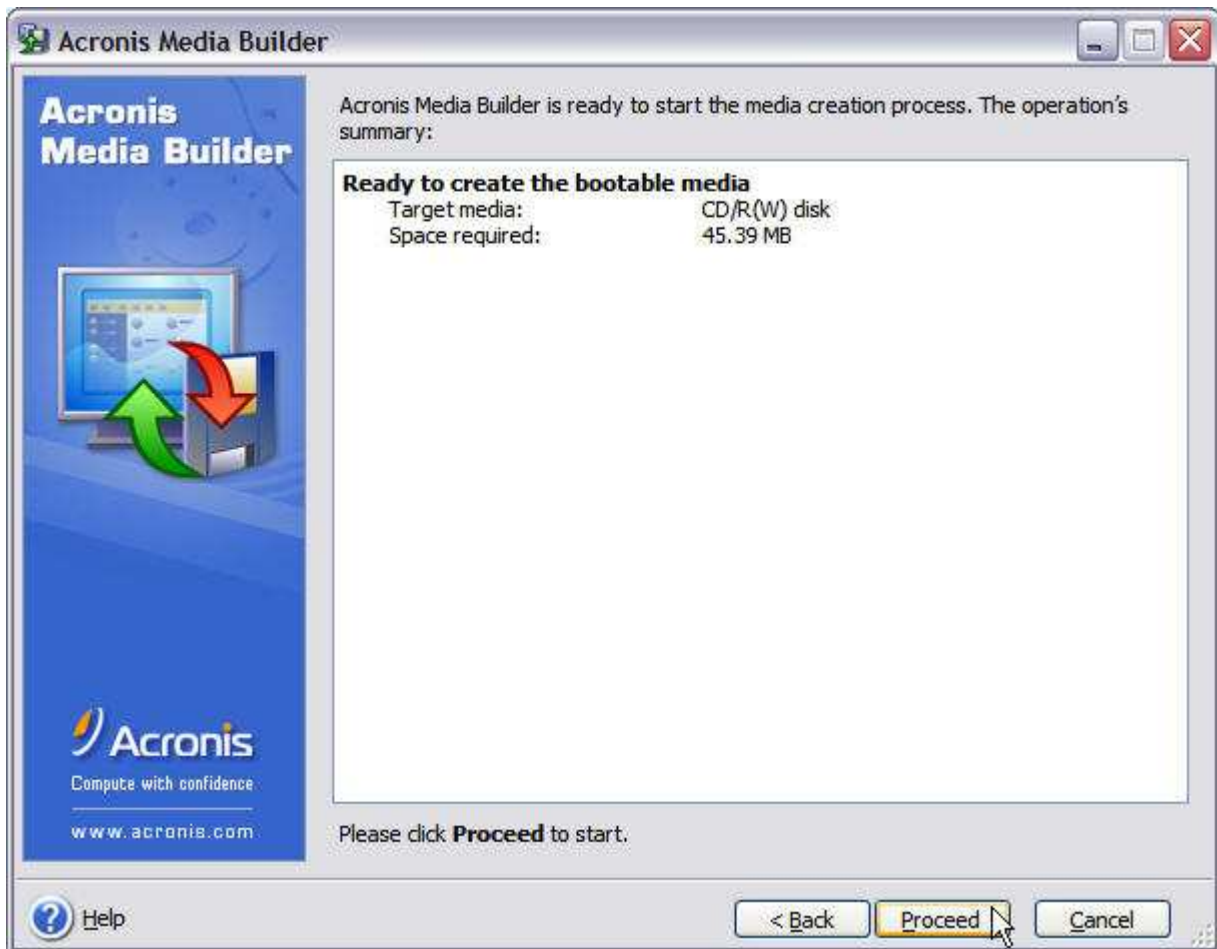 Acronis Media Builder
Acronis
Media Builder
Acronis Media Builder is ready to start the media creation process. The operation's
summary:
Ready to create the bootable media
Target media: CD/R(W) disk
Space required: 45.39 MB
Acronis
Compute with confidence
www.acronis.com
Please click Proceed to start.
Help
< Back
Proceed
Cancel